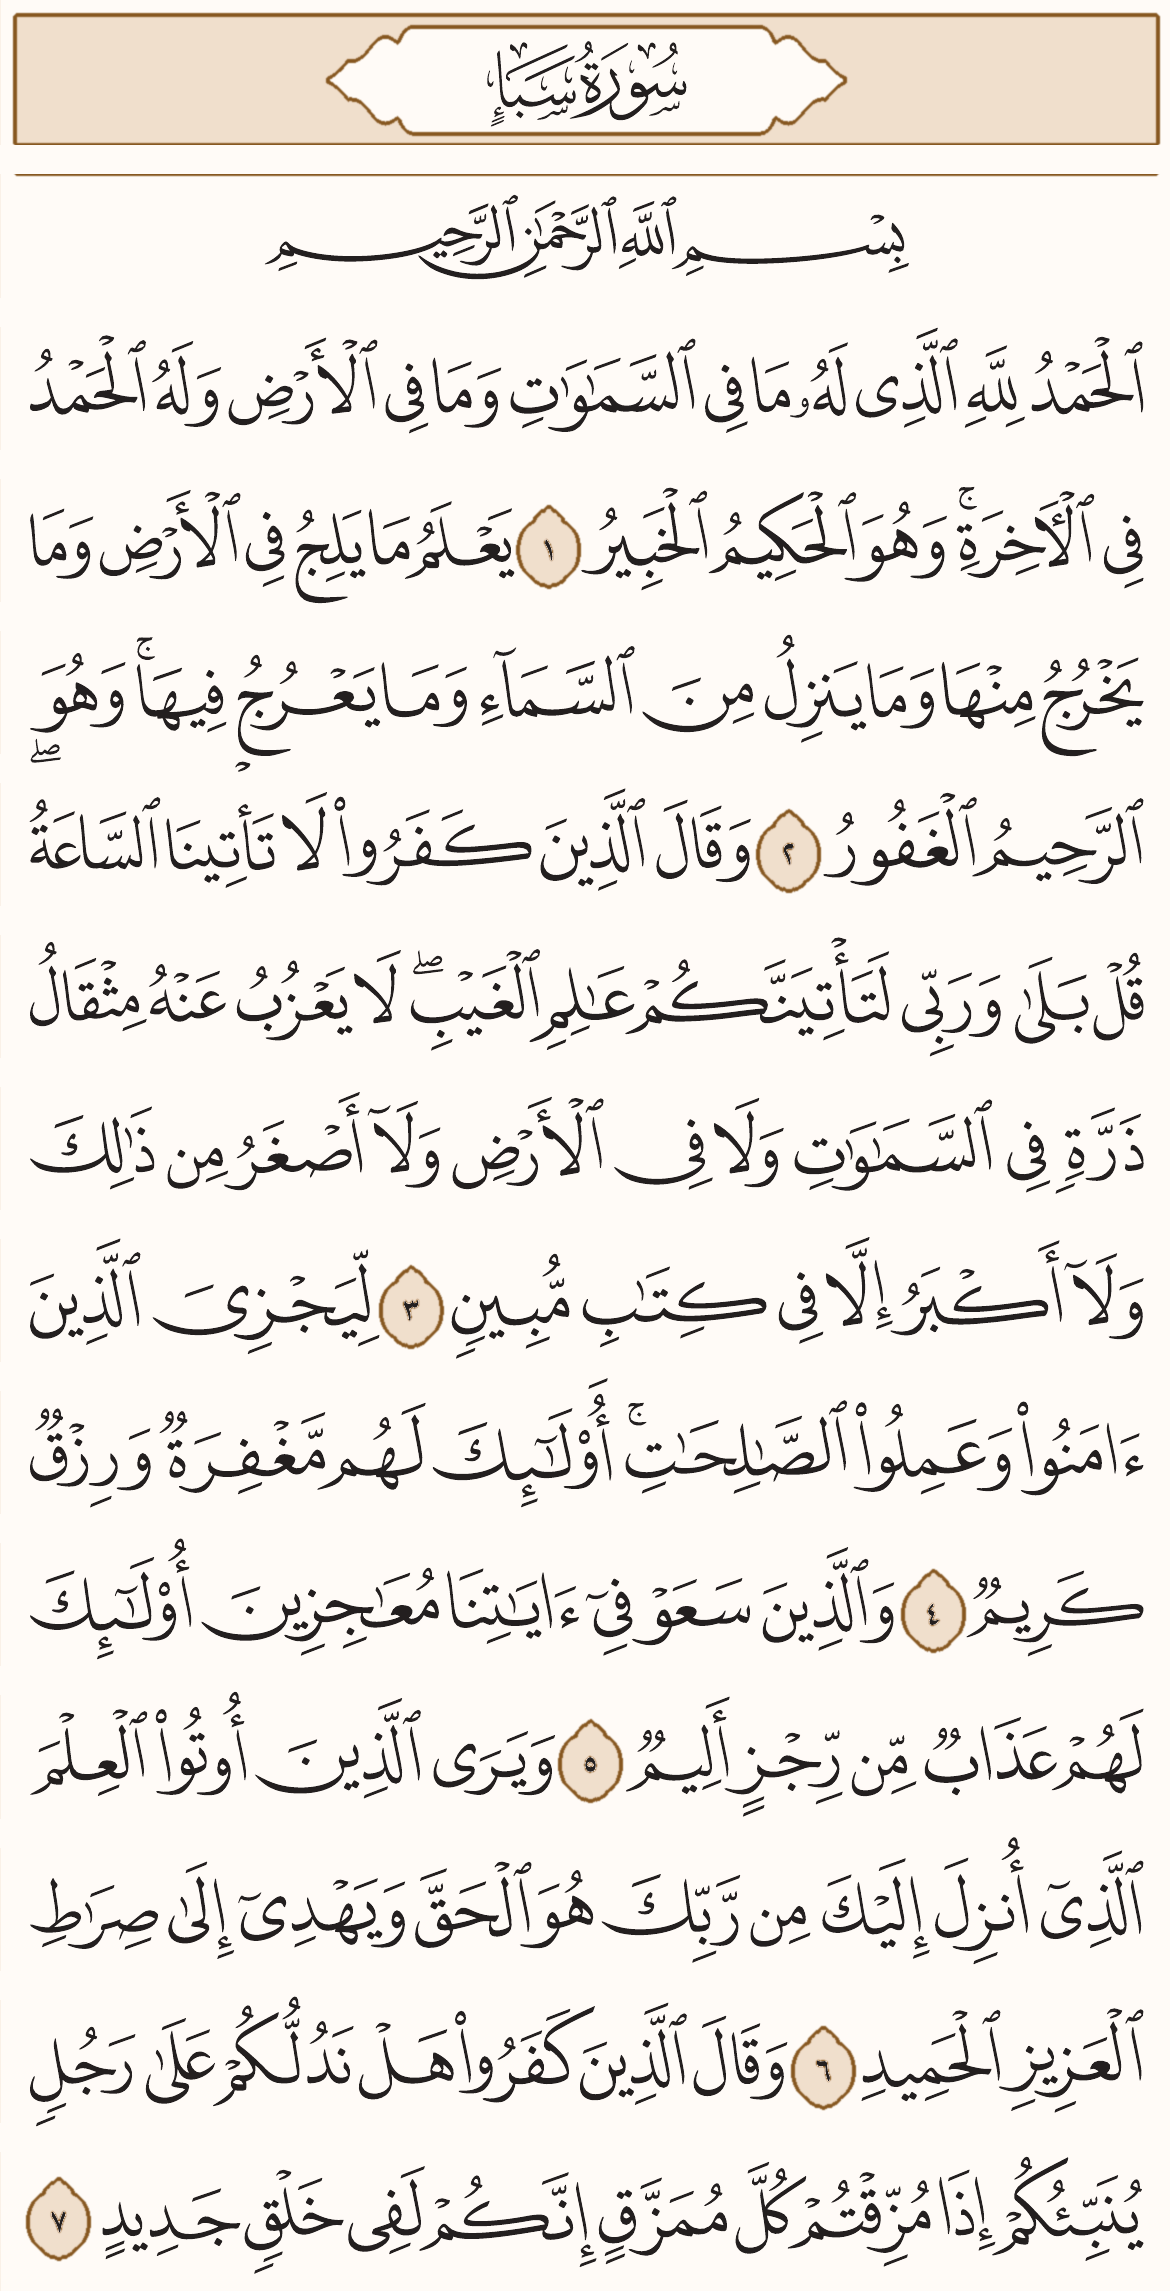 سُورَةُ سَبَإٍ
بِسْمِ ٱللَّهِ ٱلرَّحْمَٰنِ ٱلرَّحِيمِ
ٱلْحَمْدُ لِلَّهِ ٱلَّذِى لَهُۥ مَا فِى ٱلسَّمَٰوَٰتِ وَمَا فِى ٱلْأَرْضِ وَلَهُ ٱلْحَمْدُ
فِى ٱلْأَخِرَةِۚ وَهُوَ ٱلْحَكِيمُ ٱلْخَبِيرُ ١ يَعْلَمُ مَا يَلِجُ فِى ٱلْأَرْضِ وَمَا
يَخْرُجُ مِنْهَا وَمَا يَنزِلُ مِنَ ٱلسَّمَآءِ وَمَا يَعْرُجُ فِيهَاۚ وَهُوَ
ٱلرَّحِيمُ ٱلْغَفُورُ ٢ وَقَالَ ٱلَّذِينَ كَفَرُوا۟ لَا تَأْتِينَا ٱلسَّاعَةُۖ
قُلْ بَلَىٰ وَرَبِّى لَتَأْتِيَنَّكُمْ عَٰلِمِ ٱلْغَيْبِۖ لَا يَعْزُبُ عَنْهُ مِثْقَالُ
ذَرَّةٍ فِى ٱلسَّمَٰوَٰتِ وَلَا فِى ٱلْأَرْضِ وَلَآ أَصْغَرُ مِن ذَٰلِكَ
وَلَآ أَكْبَرُ إِلَّا فِى كِتَٰبٍ مُّبِينٍ ٣ لِّيَجْزِىَ ٱلَّذِينَ
ءَامَنُوا۟ وَعَمِلُوا۟ ٱلصَّٰلِحَٰتِۚ أُو۟لَٰٓئِكَ لَهُم مَّغْفِرَةٌ وَرِزْقٌ
كَرِيمٌ ٤ وَٱلَّذِينَ سَعَوْ فِىٓ ءَايَٰتِنَا مُعَٰجِزِينَ أُو۟لَٰٓئِكَ
لَهُمْ عَذَابٌ مِّن رِّجْزٍ أَلِيمٌ ٥ وَيَرَى ٱلَّذِينَ أُوتُوا۟ ٱلْعِلْمَ
ٱلَّذِىٓ أُنزِلَ إِلَيْكَ مِن رَّبِّكَ هُوَ ٱلْحَقَّ وَيَهْدِىٓ إِلَىٰ صِرَٰطِ
ٱلْعَزِيزِ ٱلْحَمِيدِ ٦ وَقَالَ ٱلَّذِينَ كَفَرُوا۟ هَلْ نَدُلُّكُمْ عَلَىٰ رَجُلٍ
يُنَبِّئُكُمْ إِذَا مُزِّقْتُمْ كُلَّ مُمَزَّقٍ إِنَّكُمْ لَفِى خَلْقٍ جَدِيدٍ ٧